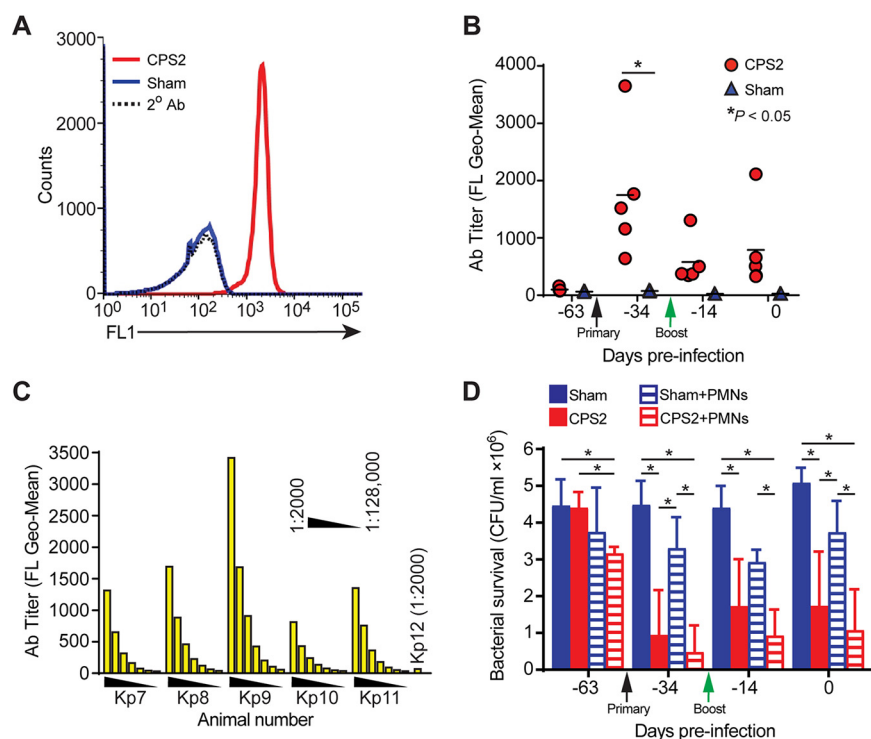 A
3000
2000
1000
0
Counts
CPS2
Sham
2° Ab
10⁰ 10¹ 10² 10³ 10⁴ 10⁵
FL1
B
4000
3000
2000
1000
0
Ab Titer (FL Geo-Mean)
*
CPS2
Sham
*P < 0.05
-63 -34 -14 0
Primary Boost
Days pre-infection
C
3500
3000
2500
2000
1500
1000
500
0
Ab Titer (FL Geo-Mean)
1:2000
1:128,000
Kp12 (1:2000)
Kp7 Kp8 Kp9 Kp10 Kp11
Animal number
D
Sham Sham+PMNs
CPS2 CPS2+PMNs
6
5
4
3
2
1
0
Bacterial survival (CFU/ml ×10⁶)
* * * *
* * * *
* * * *
*
-63 -34 -14 0
Primary Boost
Days pre-infection